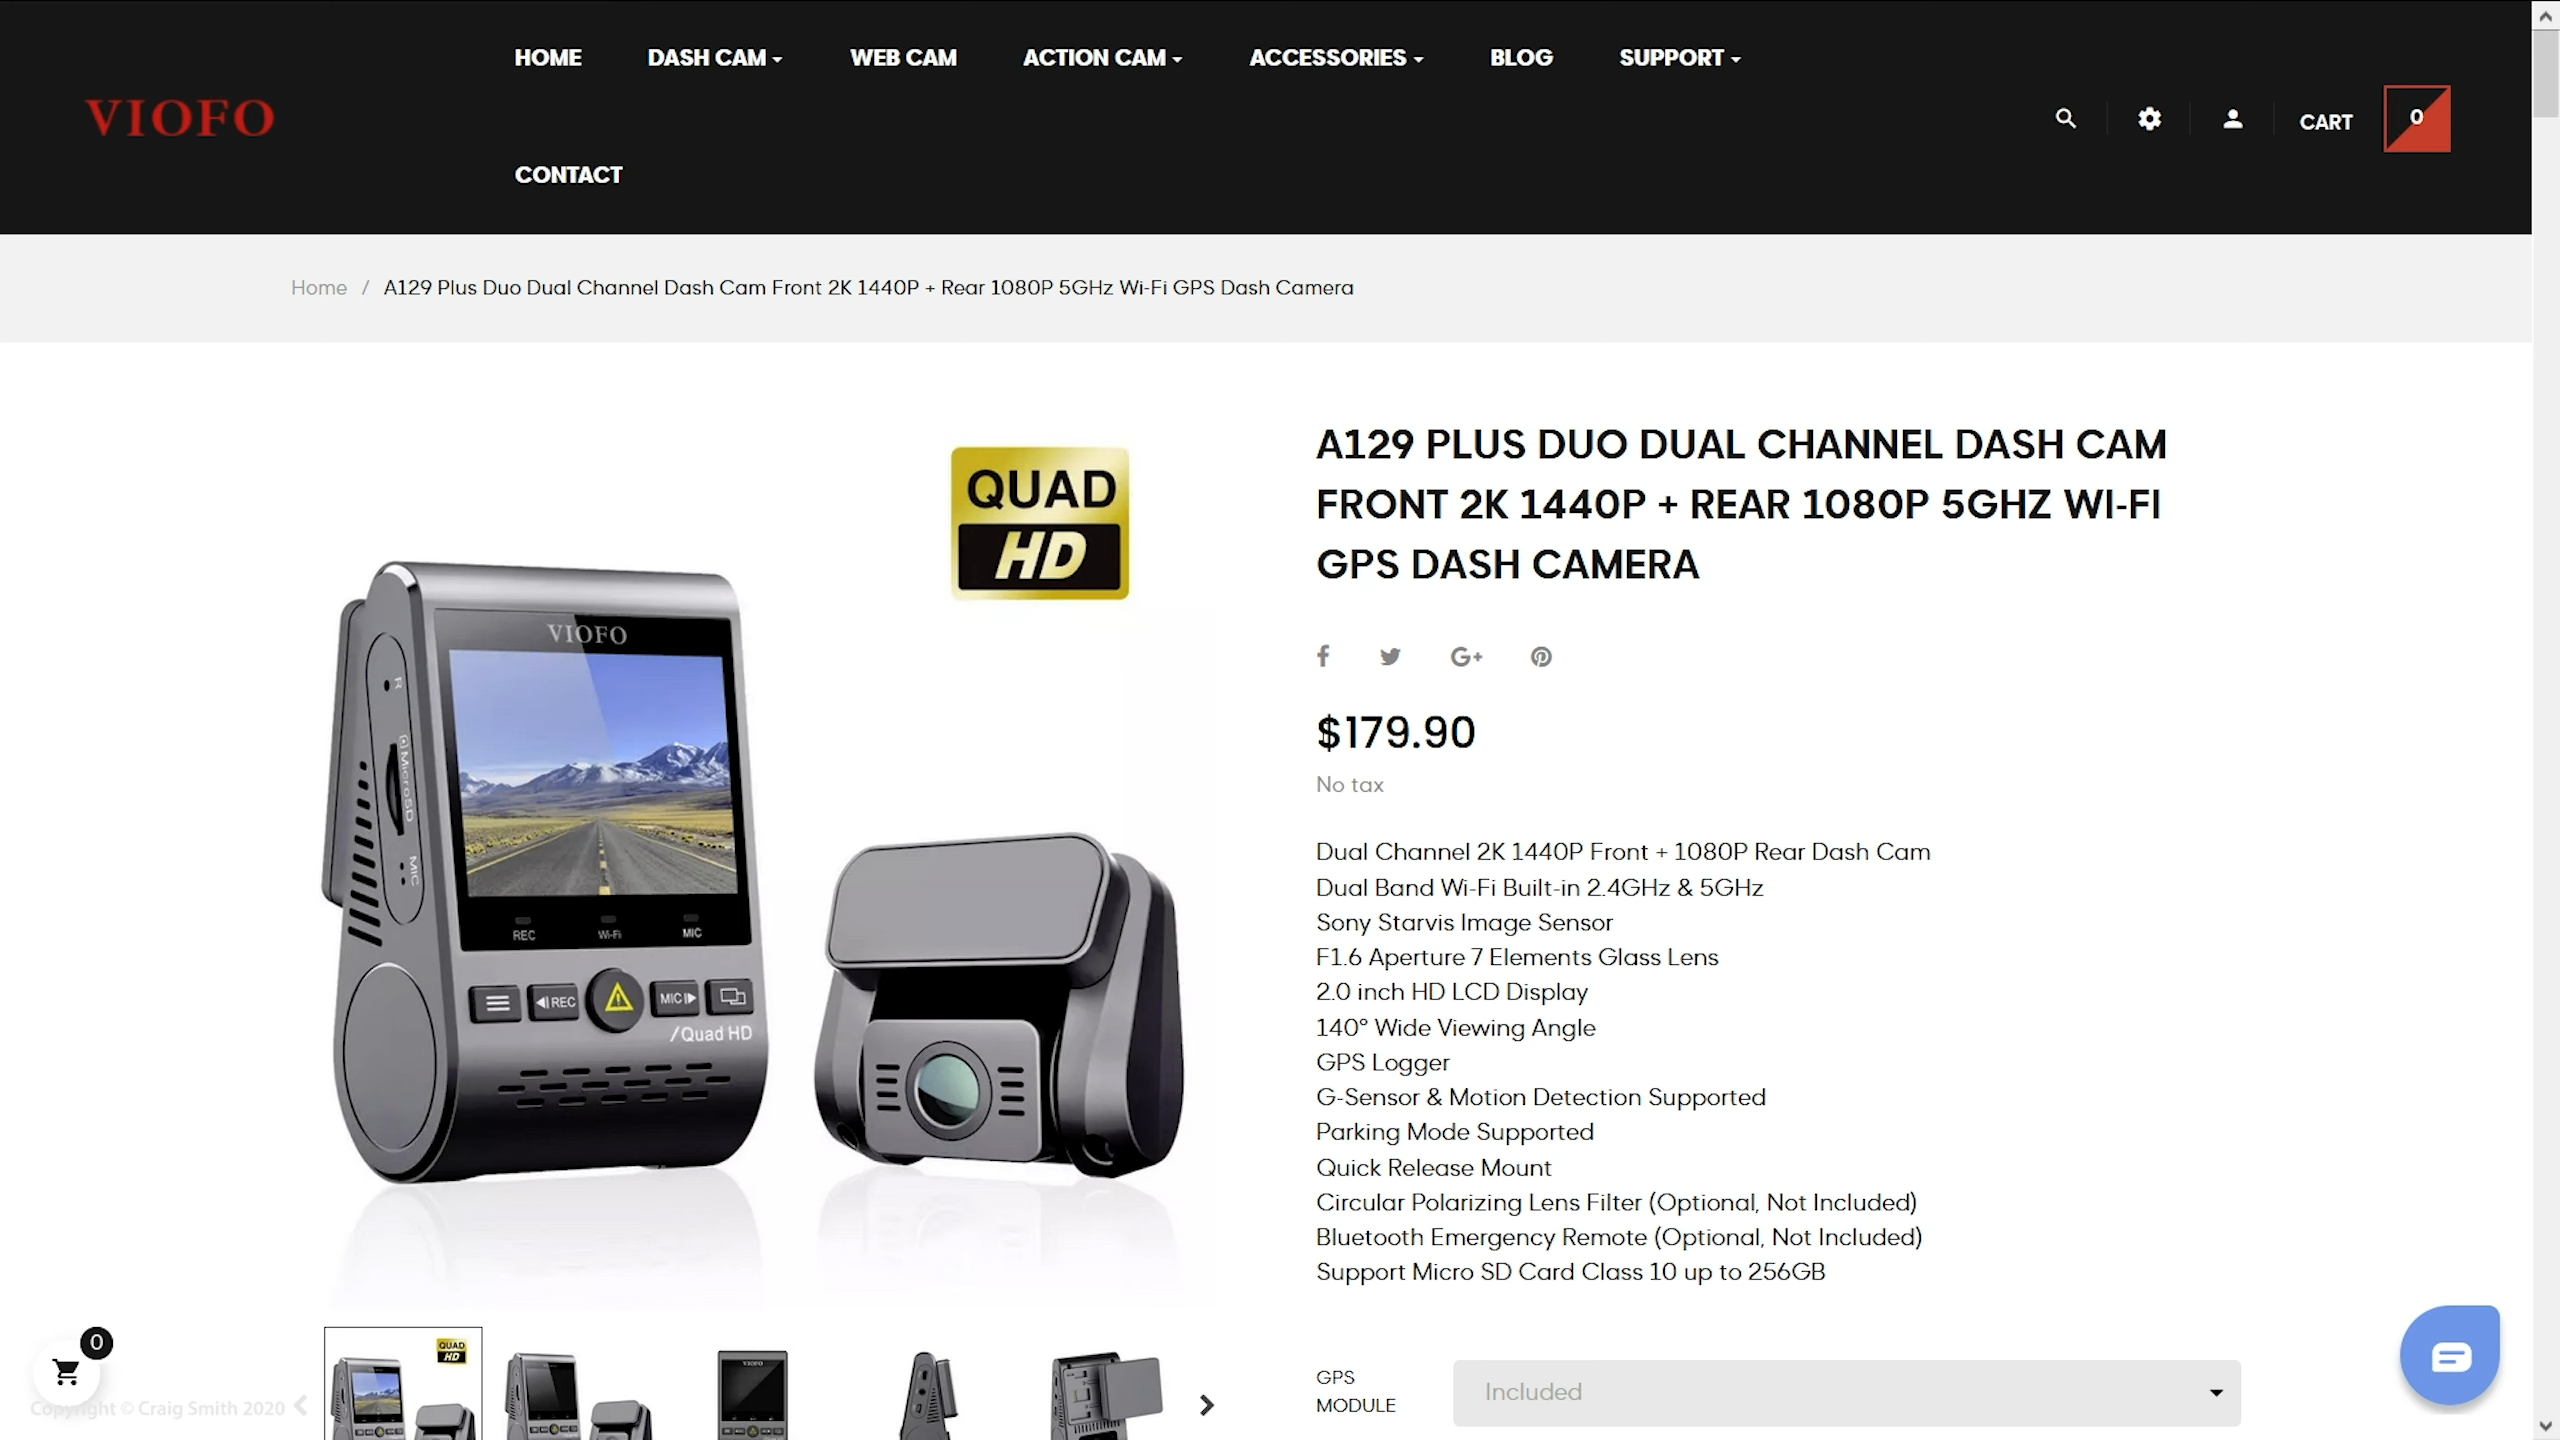 HOME DASH CAM WEB CAM ACTION CAM ACCESSORIES BLOG SUPPORT
VIOFO
CART 0
CONTACT
Home / A129 Plus Duo Dual Channel Dash Cam Front 2K 1440P + Rear 1080P 5GHz Wi-Fi GPS Dash Camera
QUAD
HD
VIOFO
R
MicroSD
MIC
REC Wi-Fi MIC
REC MIC
/Quad HD
A129 PLUS DUO DUAL CHANNEL DASH CAM
FRONT 2K 1440P + REAR 1080P 5GHZ WI-FI
GPS DASH CAMERA
f G+
$179.90
No tax
Dual Channel 2K 1440P Front + 1080P Rear Dash Cam
Dual Band Wi-Fi Built-in 2.4GHz & 5GHz
Sony Starvis Image Sensor
F1.6 Aperture 7 Elements Glass Lens
2.0 inch HD LCD Display
140° Wide Viewing Angle
GPS Logger
G-Sensor & Motion Detection Supported
Parking Mode Supported
Quick Release Mount
Circular Polarizing Lens Filter (Optional, Not Included)
Bluetooth Emergency Remote (Optional, Not Included)
Support Micro SD Card Class 10 up to 256GB
GPS
MODULE
Included
0
QUAD
HD
VIOFO
Copyright © Craig Smith 2020